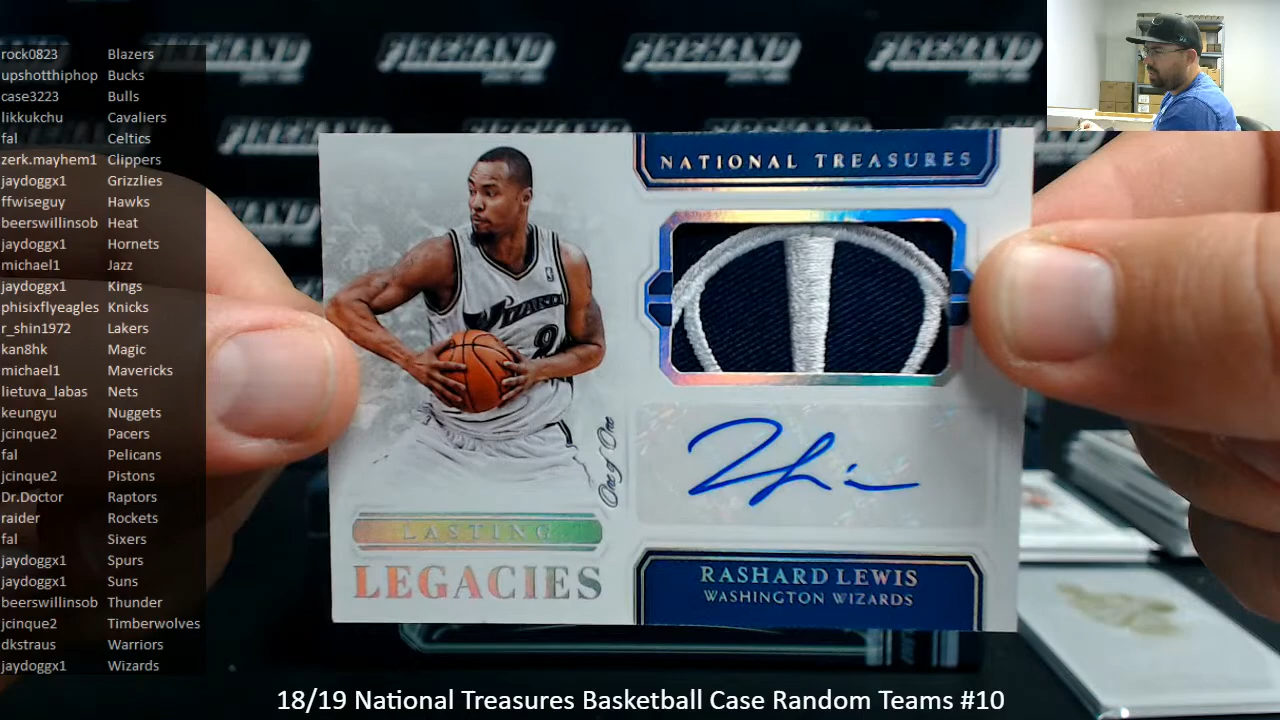 rock0823 Blazers
upshotthiphop Bucks
case3223 Bulls
likkukchu Cavaliers
fal Celtics
zerk.mayhem1 Clippers
jaydoggx1 Grizzlies
ffwiseguy Hawks
beerswillinsob Heat
jaydoggx1 Hornets
michael1 Jazz
jaydoggx1 Kings
phisixflyeagles Knicks
r_shin1972 Lakers
kan8hk Magic
michael1 Mavericks
lietuva_labas Nets
keungyu Nuggets
jcinque2 Pacers
fal Pelicans
jcinque2 Pistons
Dr.Doctor Raptors
raider Rockets
fal Sixers
jaydoggx1 Spurs
jaydoggx1 Suns
beerswillinsob Thunder
jcinque2 Timberwolves
dkstraus Warriors
jaydoggx1 Wizards
FIREHAND FIREHAND FIREHAND FIREHAND
NATIONAL TREASURES
One of One
LASTING
LEGACIES
RASHARD LEWIS
WASHINGTON WIZARDS
18/19 National Treasures Basketball Case Random Teams #10